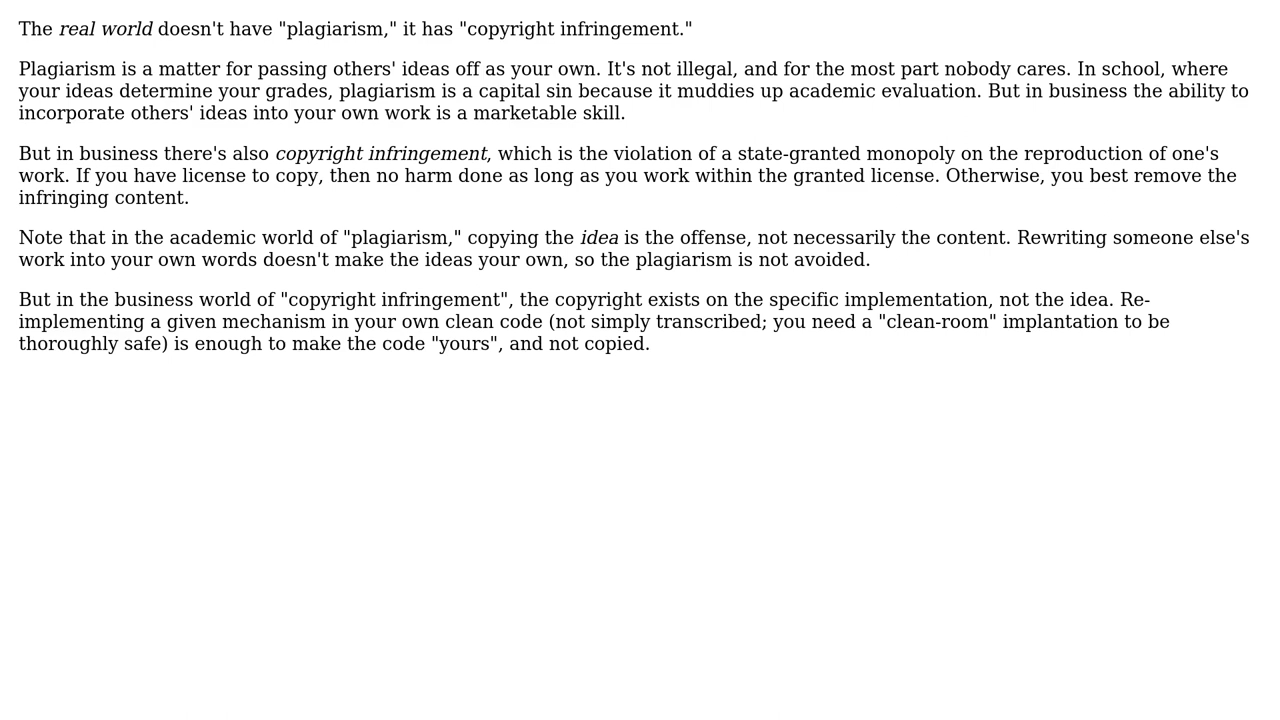 The real world doesn't have "plagiarism," it has "copyright infringement."
Plagiarism is a matter for passing others' ideas off as your own. It's not illegal, and for the most part nobody cares. In school, where
your ideas determine your grades, plagiarism is a capital sin because it muddies up academic evaluation. But in business the ability to
incorporate others' ideas into your own work is a marketable skill.
But in business there's also copyright infringement, which is the violation of a state-granted monopoly on the reproduction of one's
work. If you have license to copy, then no harm done as long as you work within the granted license. Otherwise, you best remove the
infringing content.
Note that in the academic world of "plagiarism," copying the idea is the offense, not necessarily the content. Rewriting someone else's
work into your own words doesn't make the ideas your own, so the plagiarism is not avoided.
But in the business world of "copyright infringement", the copyright exists on the specific implementation, not the idea. Re-
implementing a given mechanism in your own clean code (not simply transcribed; you need a "clean-room" implantation to be
thoroughly safe) is enough to make the code "yours", and not copied.